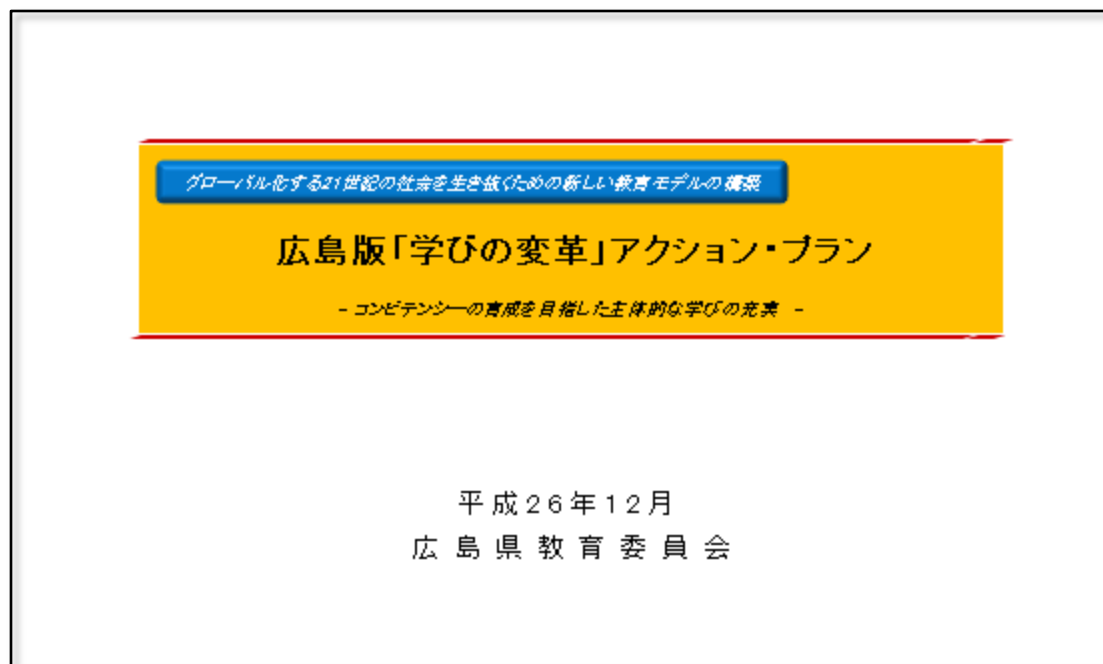 グローバル化する21世紀の社会を生き抜くための新しい教育モデルの構築
広島版「学びの変革」アクション・プラン
- コンピテンシーの育成を目指した主体的な学びの充実 -
平成26年12月
広島県教育委員会